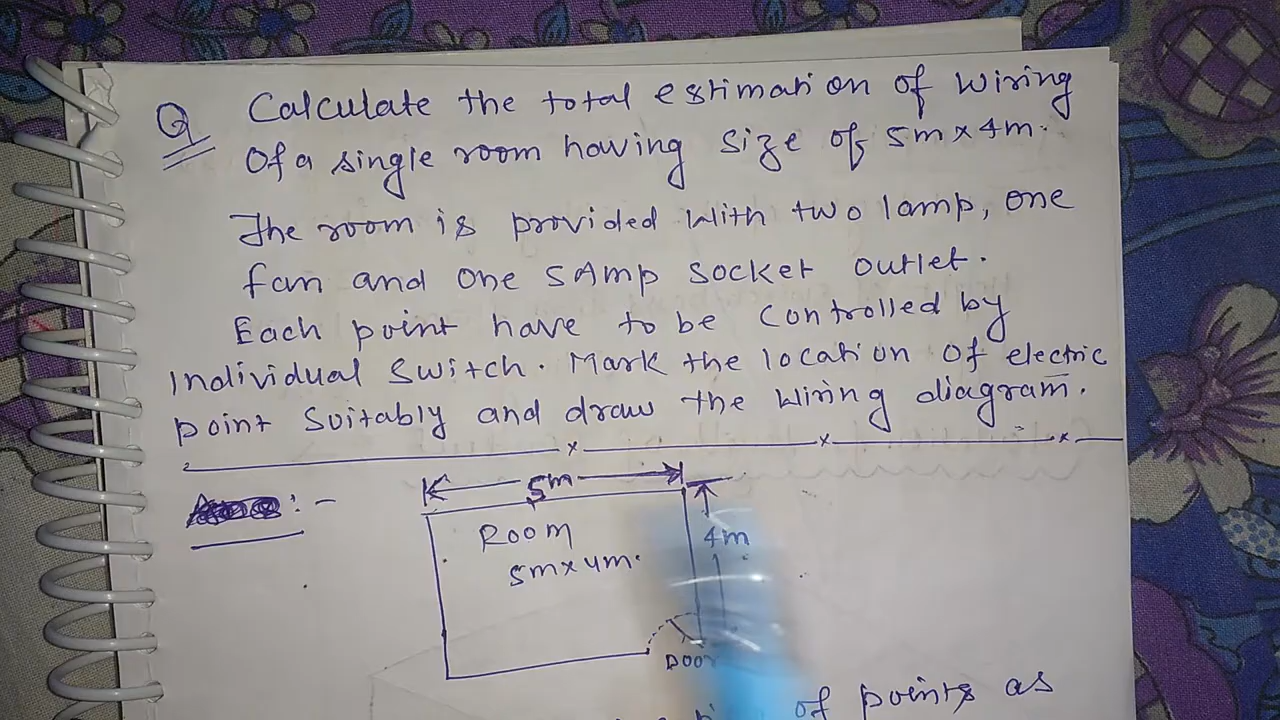 Q Calculate the total estimation of wiring
Of a single room having size of 5m x 4m.
The room is provided with two lamp, one
fan and one 5Amp socket outlet.
Each point have to be controlled by
Individual switch. Mark the location of electric
point suitably and draw the wiring diagram.
x x x
:-
5m
Room
5m x 4m.
4m
Door
of points as